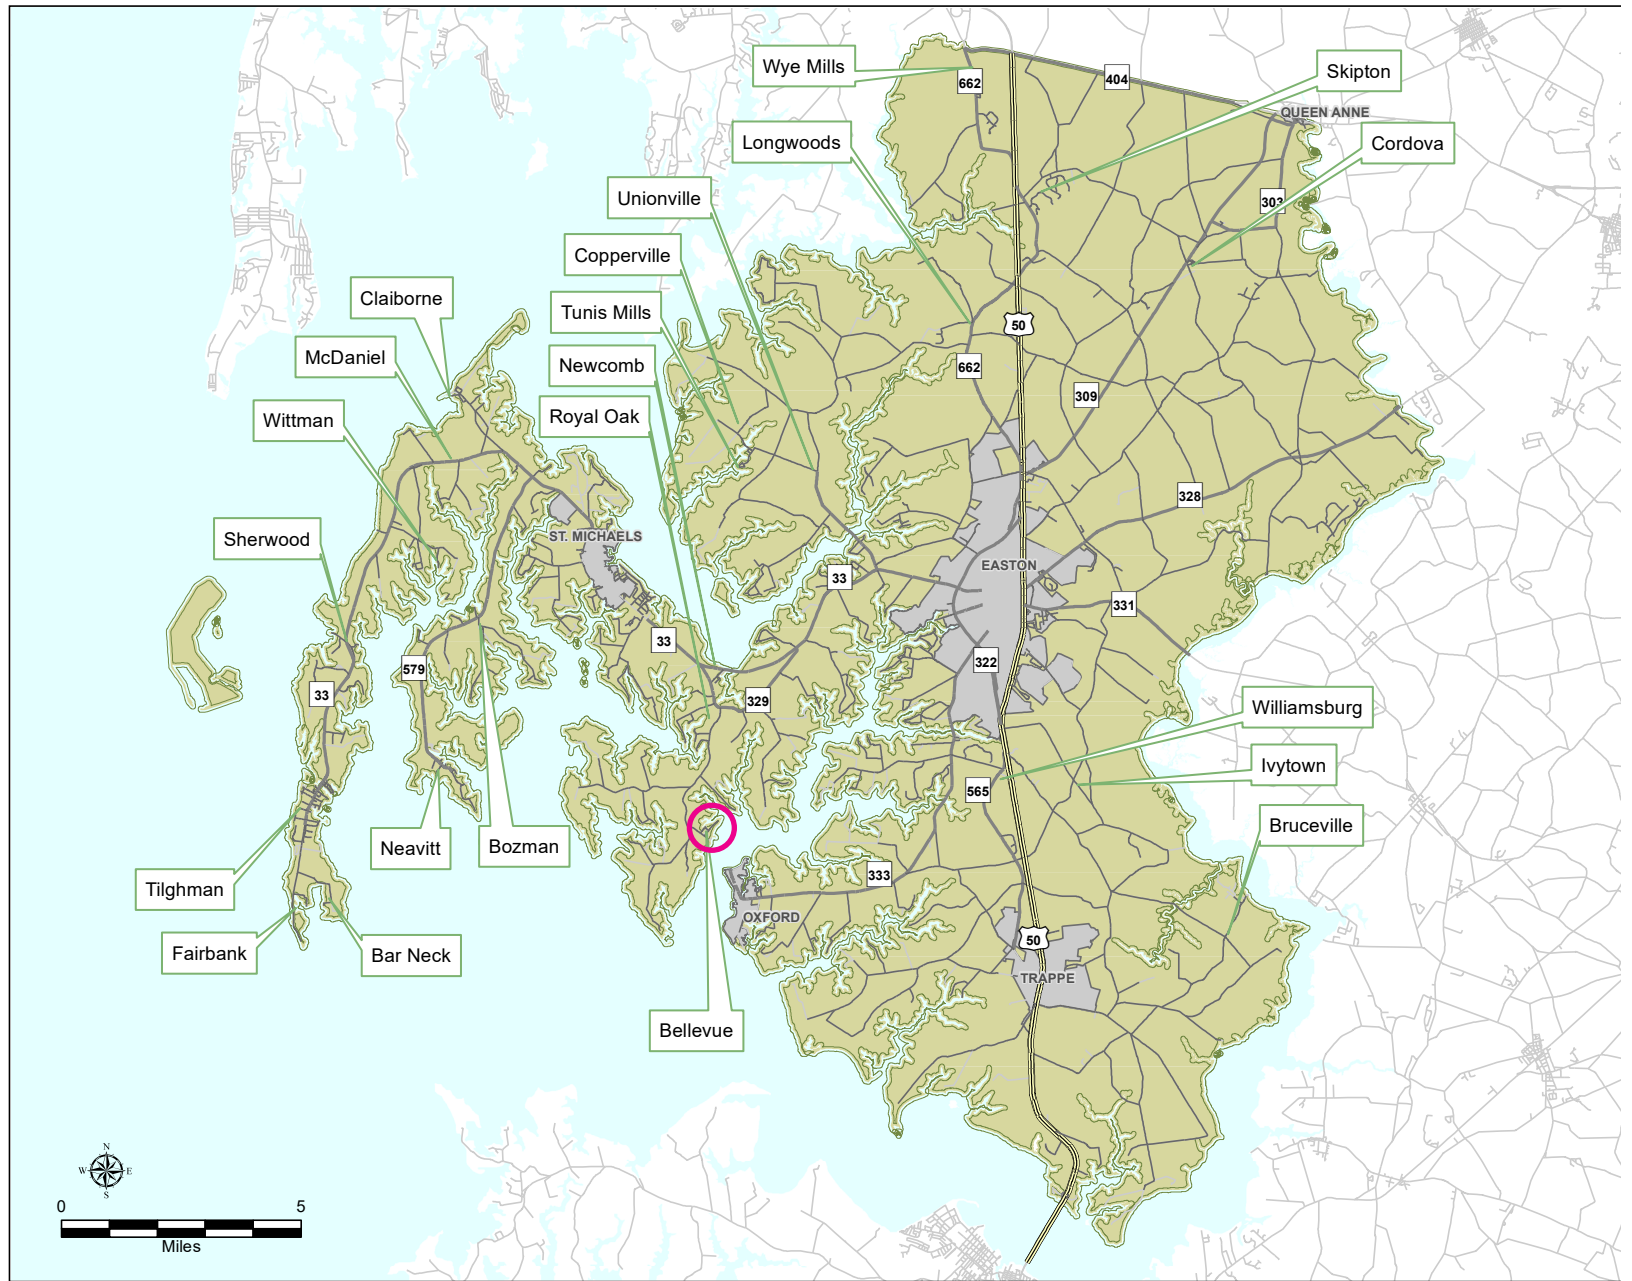 Wye Mills
662
404
Skipton
QUEEN ANNE
Longwoods
Cordova
Unionville
303
Copperville
Claiborne
Tunis Mills
50
McDaniel
Newcomb
662
309
Wittman
Royal Oak
328
Sherwood
ST. MICHAELS
EASTON
33
331
33
322
579
33
329
Williamsburg
Ivytown
565
Bruceville
Neavitt
Bozman
333
Tilghman
OXFORD
Fairbank
Bar Neck
50
TRAPPE
Bellevue
N
W E
S
0 5
Miles